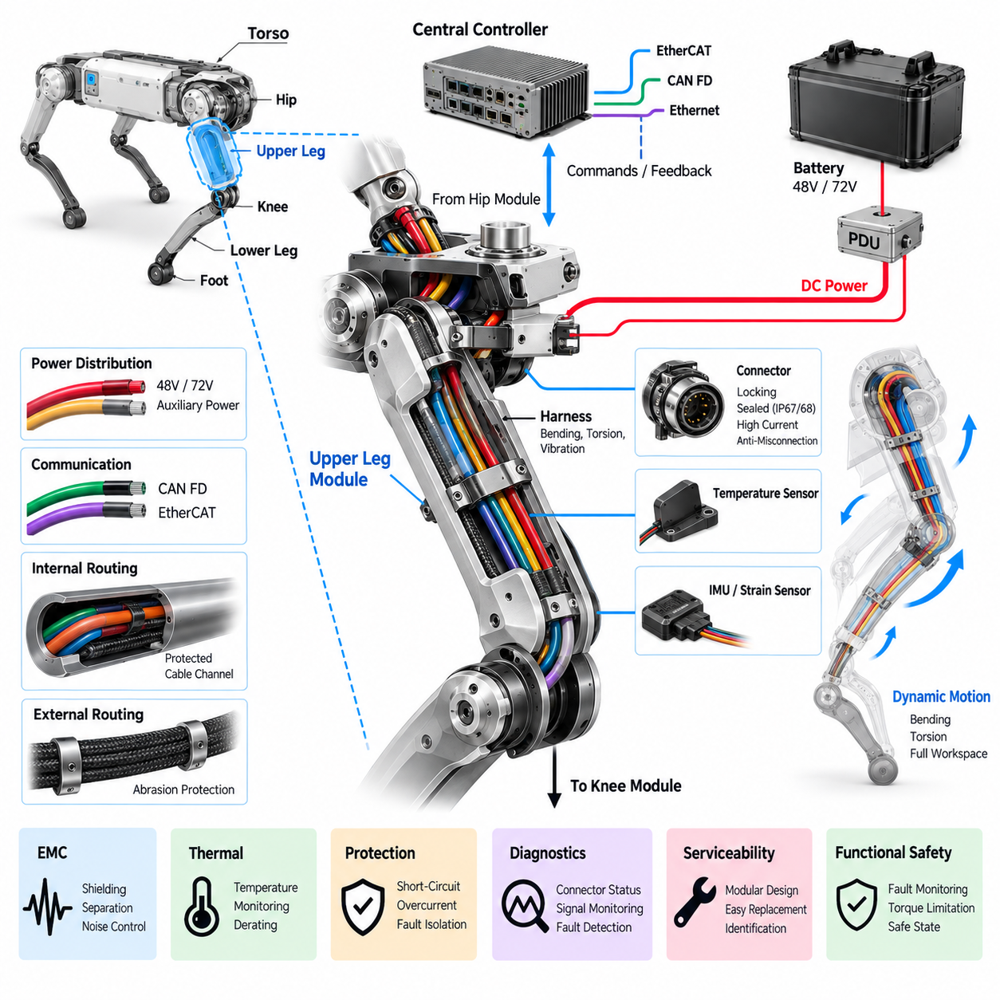 Torso
Hip
Upper Leg
Knee
Lower Leg
Foot
Central Controller
EtherCAT
CAN FD
Ethernet
Commands / Feedback
From Hip Module
Battery
48V / 72V
PDU
DC Power
Power Distribution
48V / 72V
Auxiliary Power
Communication
CAN FD
EtherCAT
Internal Routing
Protected
Cable Channel
External Routing
Abrasion Protection
Upper Leg
Module
Harness
Bending, Torsion,
Vibration
Connector
Locking
Sealed (IP67/68)
High Current
Anti-Misconnection
Temperature Sensor
IMU / Strain Sensor
To Knee Module
Dynamic Motion
Bending
Torsion
Full Workspace
EMC
Shielding
Separation
Noise Control
Thermal
Temperature
Monitoring
Derating
Protection
Short-Circuit
Overcurrent
Fault Isolation
Diagnostics
Connector Status
Signal Monitoring
Fault Detection
Serviceability
Modular Design
Easy Replacement
Identification
Functional Safety
Fault Monitoring
Torque Limitation
Safe State